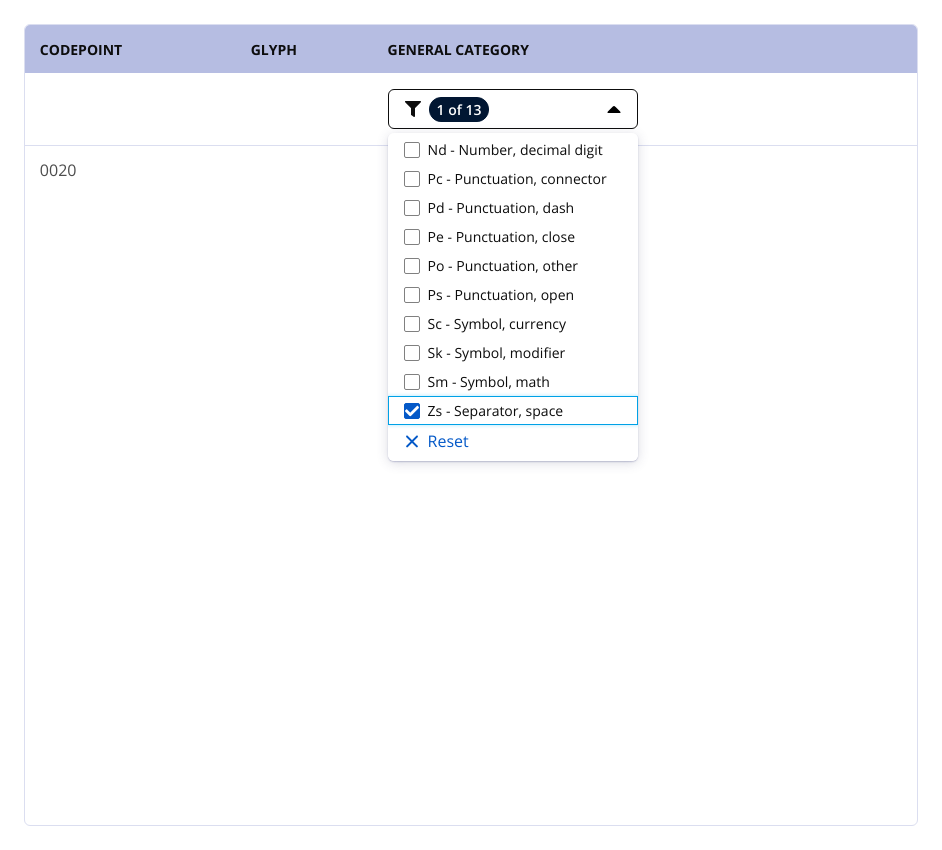 CODEPOINT GLYPH GENERAL CATEGORY
1 of 13
0020
Nd - Number, decimal digit
Pc - Punctuation, connector
Pd - Punctuation, dash
Pe - Punctuation, close
Po - Punctuation, other
Ps - Punctuation, open
Sc - Symbol, currency
Sk - Symbol, modifier
Sm - Symbol, math
Zs - Separator, space
Reset